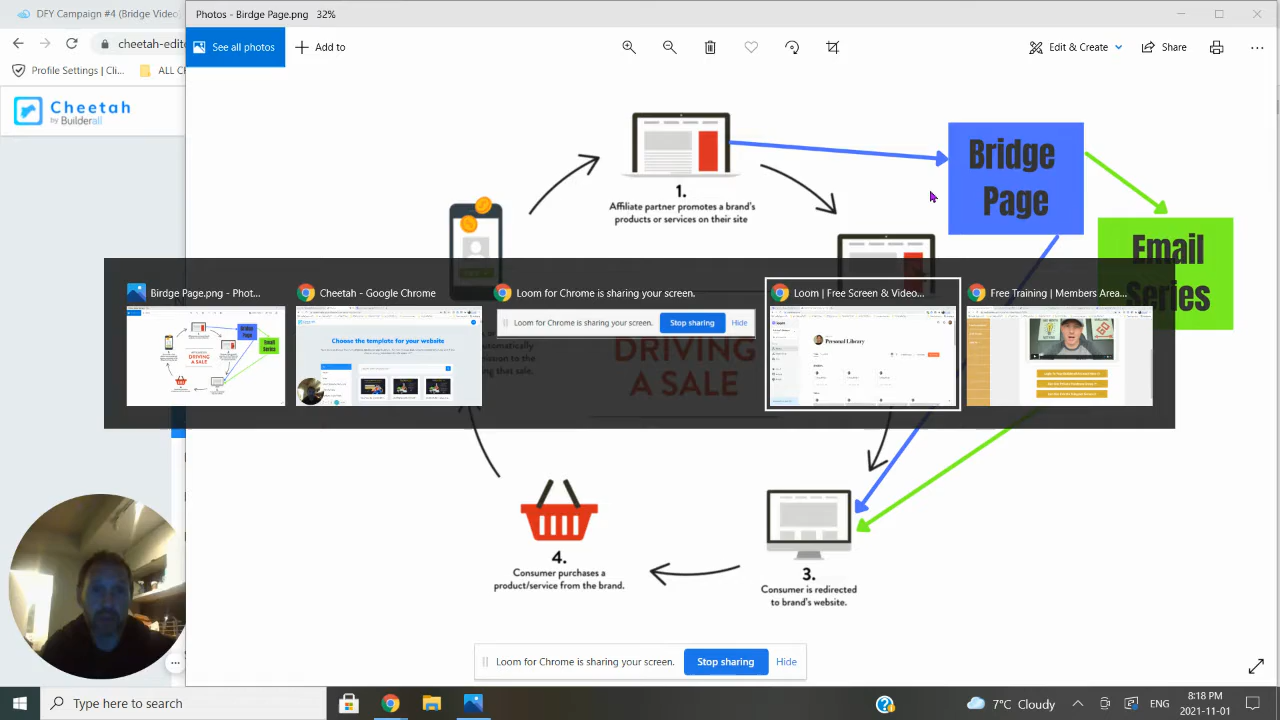 DFY Campaign #4 (Bridge Video)
Photos - Birdge Page.png 32%
cheetah-edit
See all photos
Add to
Edit & Create
Share
Profile Settings | Cli...
ALL C
Cheetah
by Builderall
Bridge
Page
1.
Affiliate partner promotes a brand's
products or services on their site
Email
Series
Birdge Page.png - Phot...
Cheetah - Google Chrome
Loom for Chrome is sharing your screen.
Loom | Free Screen & Video...
Free Training | Members Area...
Bridge
Page
Email
Series
DRIVING
A SALE
Choose the template for your website
Loom for Chrome is sharing your screen.
Stop sharing
Hide
Personal Library
DRIVING
A SALE
4.
Consumer purchases a
product/service from the brand.
3.
Consumer is redirected
to brand's website.
Loom for Chrome is sharing your screen.
Stop sharing
Hide
Type here to search
7°C Cloudy
ENG
8:18 PM
2021-11-01